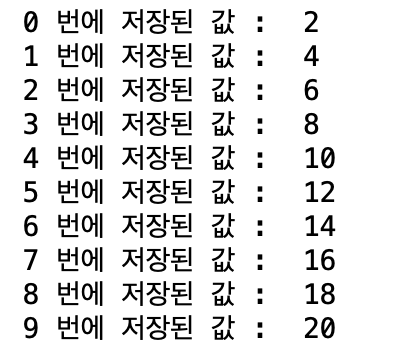 0 번에 저장된 값 :  2
1 번에 저장된 값 :  4
2 번에 저장된 값 :  6
3 번에 저장된 값 :  8
4 번에 저장된 값 :  10
5 번에 저장된 값 :  12
6 번에 저장된 값 :  14
7 번에 저장된 값 :  16
8 번에 저장된 값 :  18
9 번에 저장된 값 :  20